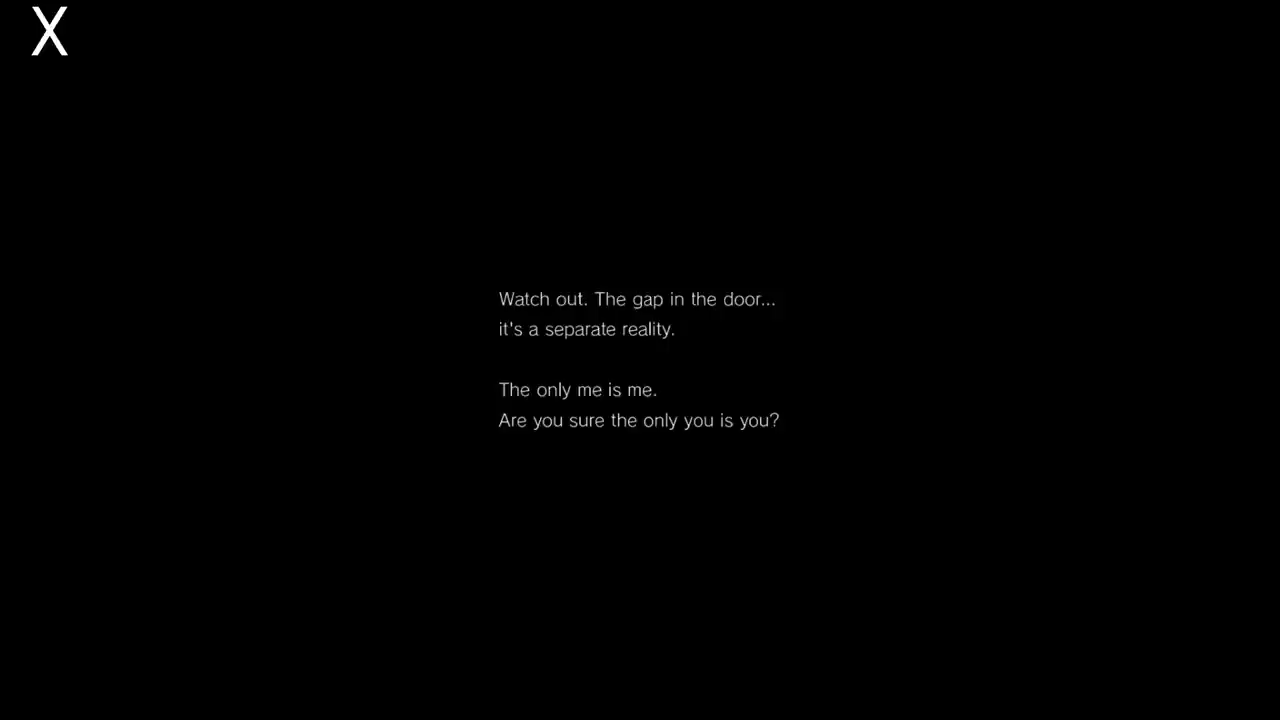 X
Watch out. The gap in the door...
it's a separate reality.
The only me is me.
Are you sure the only you is you?